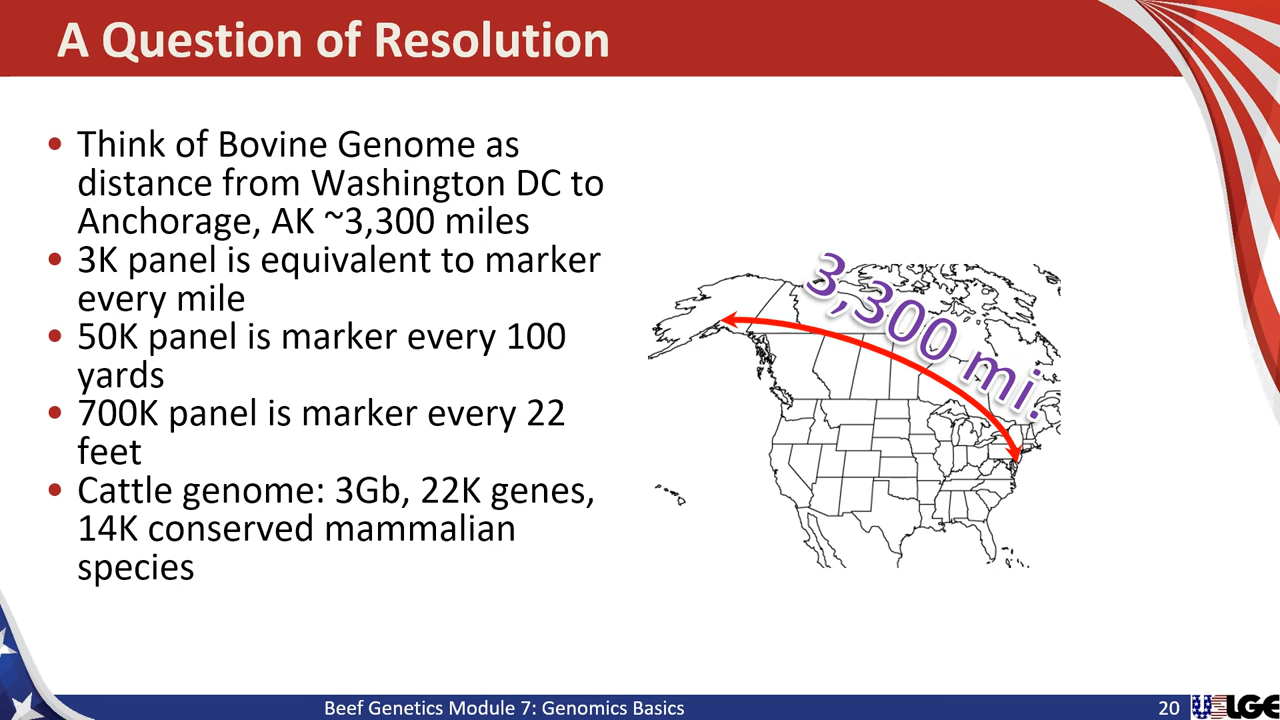 A Question of Resolution
• Think of Bovine Genome as
distance from Washington DC to
Anchorage, AK ~3,300 miles
• 3K panel is equivalent to marker
every mile
• 50K panel is marker every 100
yards
• 700K panel is marker every 22
feet
• Cattle genome: 3Gb, 22K genes,
14K conserved mammalian
species
3,300 mi.
Beef Genetics Module 7: Genomics Basics
20
USLGE